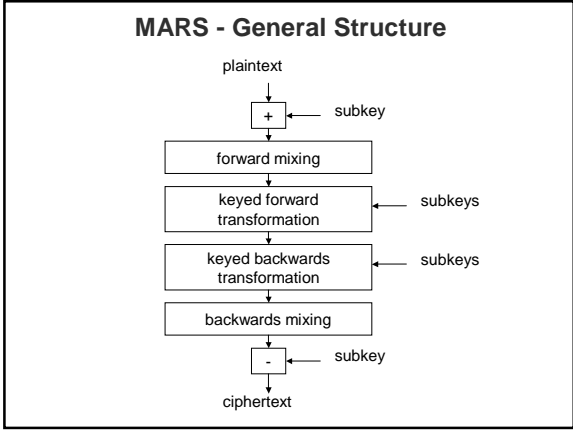 MARS - General Structure
plaintext
+
subkey
forward mixing
keyed forward
transformation
subkeys
keyed backwards
transformation
subkeys
backwards mixing
-
subkey
ciphertext